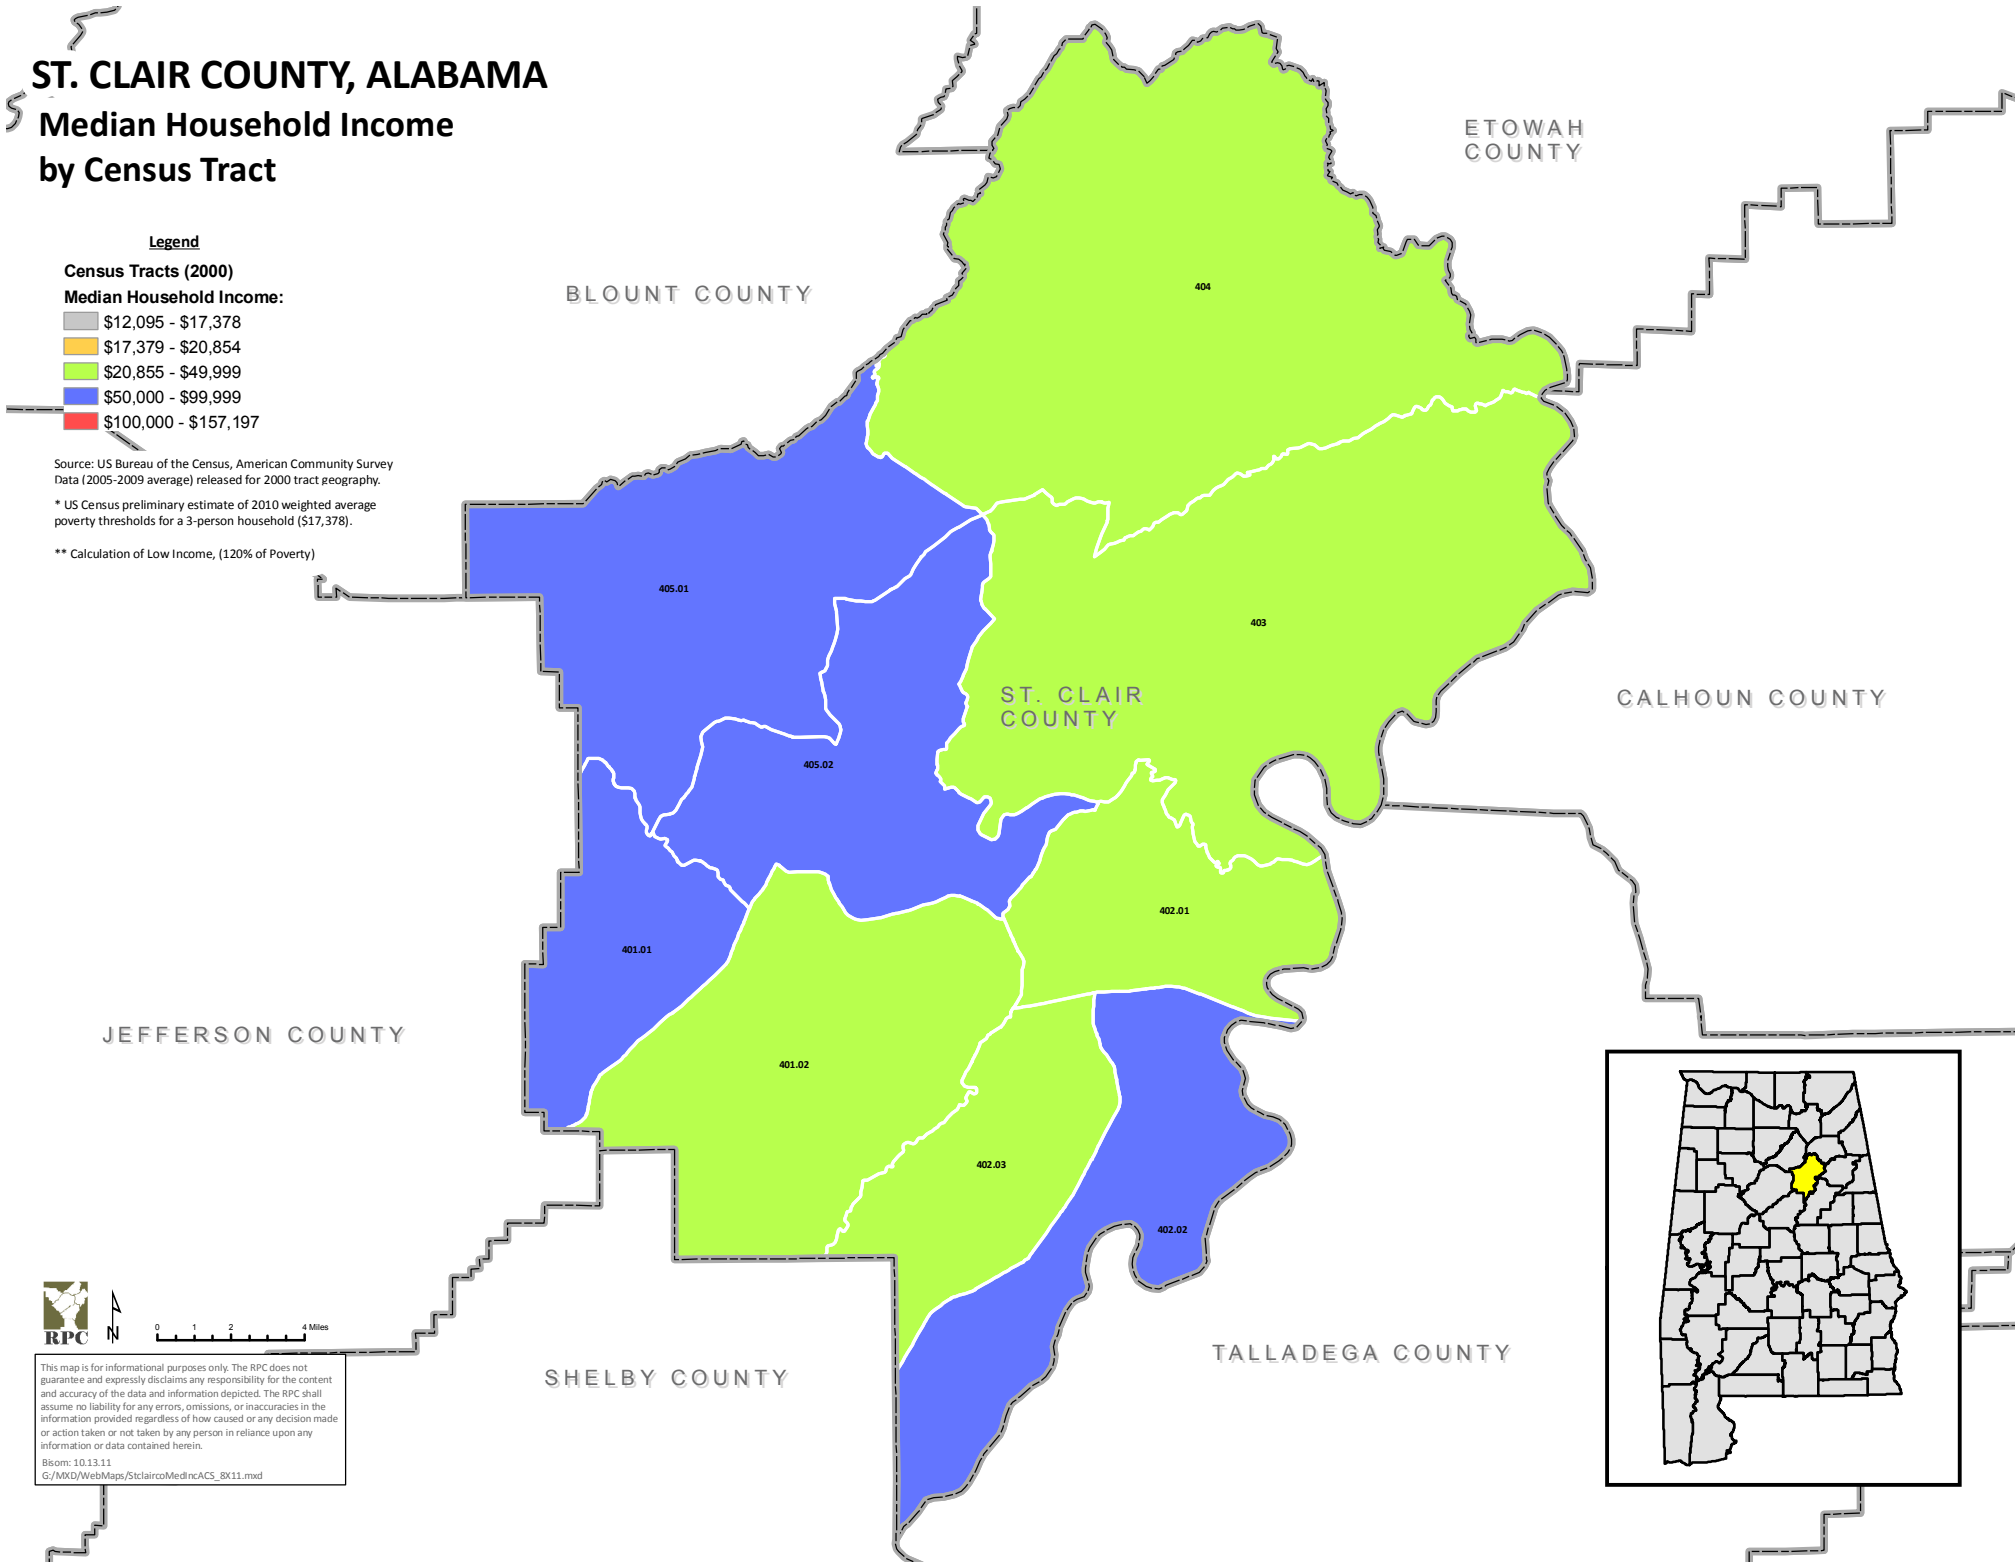 ST. CLAIR COUNTY, ALABAMA
Median Household Income
by Census Tract
Legend
Census Tracts (2000)
Median Household Income:
$12,095 - $17,378
$17,379 - $20,854
$20,855 - $49,999
$50,000 - $99,999
$100,000 - $157,197
Source: US Bureau of the Census, American Community Survey
Data (2005-2009 average) released for 2000 tract geography.
* US Census preliminary estimate of 2010 weighted average
poverty thresholds for a 3-person household ($17,378).
** Calculation of Low Income, (120% of Poverty)
ETOWAH
COUNTY
BLOUNT COUNTY
404
405.01
403
ST. CLAIR
COUNTY
CALHOUN COUNTY
405.02
402.01
401.01
JEFFERSON COUNTY
401.02
402.03
402.02
TALLADEGA COUNTY
SHELBY COUNTY
RPC
N
0 1 2 4 Miles
This map is for informational purposes only. The RPC does not
guarantee and expressly disclaims any responsibility for the content
and accuracy of the data and information depicted. The RPC shall
assume no liability for any errors, omissions, or inaccuracies in the
information provided regardless of how caused or any decision made
or action taken or not taken by any person in reliance upon any
information or data contained herein.
Bisom: 10.13.11
G:/MXD/WebMaps/StclaircoMedIncACS_8X11.mxd